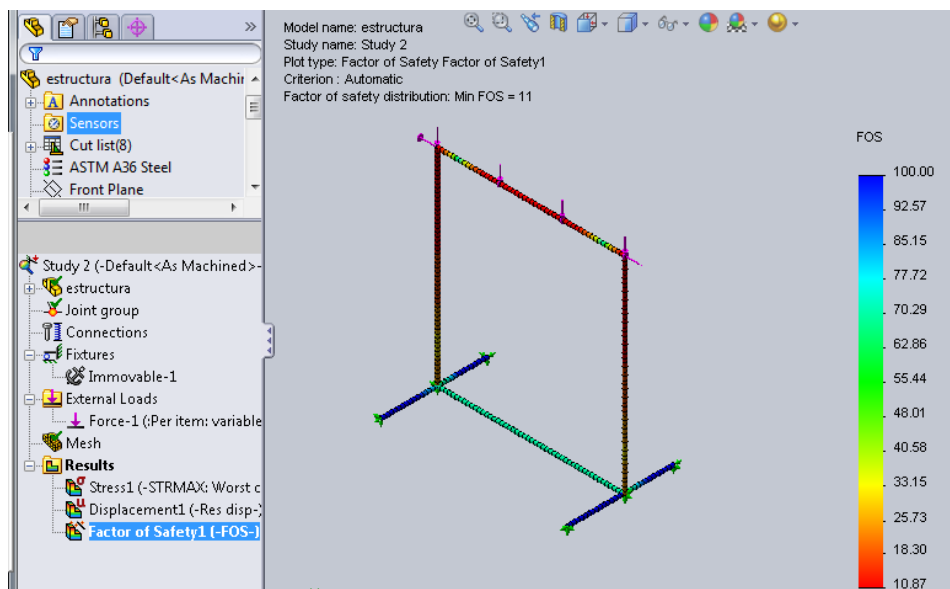 estructura (Default<As Machir
Annotations
Sensors
Cut list(8)
ASTM A36 Steel
Front Plane
Study 2 (-Default<As Machined>-
estructura
Joint group
Connections
Fixtures
Immovable-1
External Loads
Force-1 (:Per item: variable
Mesh
Results
Stress1 (-STRMAX: Worst c
Displacement1 (-Res disp-)
Factor of Safety1 (-FOS-)
Model name: estructura
Study name: Study 2
Plot type: Factor of Safety Factor of Safety1
Criterion : Automatic
Factor of safety distribution: Min FOS = 11
FOS
100.00
92.57
85.15
77.72
70.29
62.86
55.44
48.01
40.58
33.15
25.73
18.30
10.87